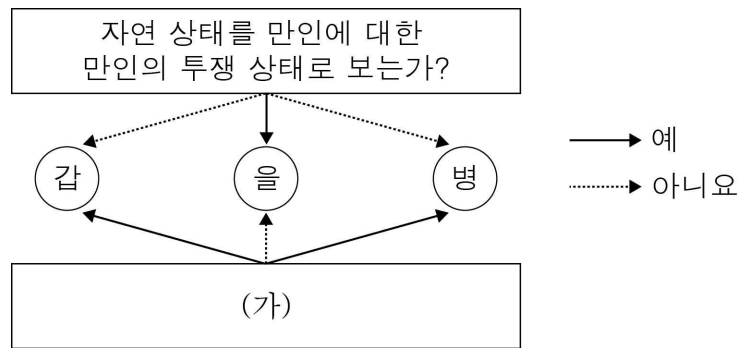 자연 상태를 만인에 대한
만인의 투쟁 상태로 보는가?
예
갑
을
병
아니요
(가)